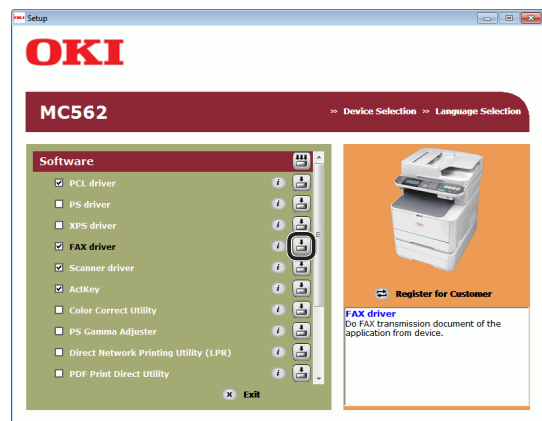 OKI Setup
OKI
MC562
» Device Selection » Language Selection
Software
PCL driver i
PS driver i
XPS driver i
FAX driver i
Scanner driver i
ActKey i
Color Correct Utility i
PS Gamma Adjuster i
Direct Network Printing Utility (LPR) i
PDF Print Direct Utility i
x Exit
Register for Customer
FAX driver
Do FAX transmission document of the
application from device.